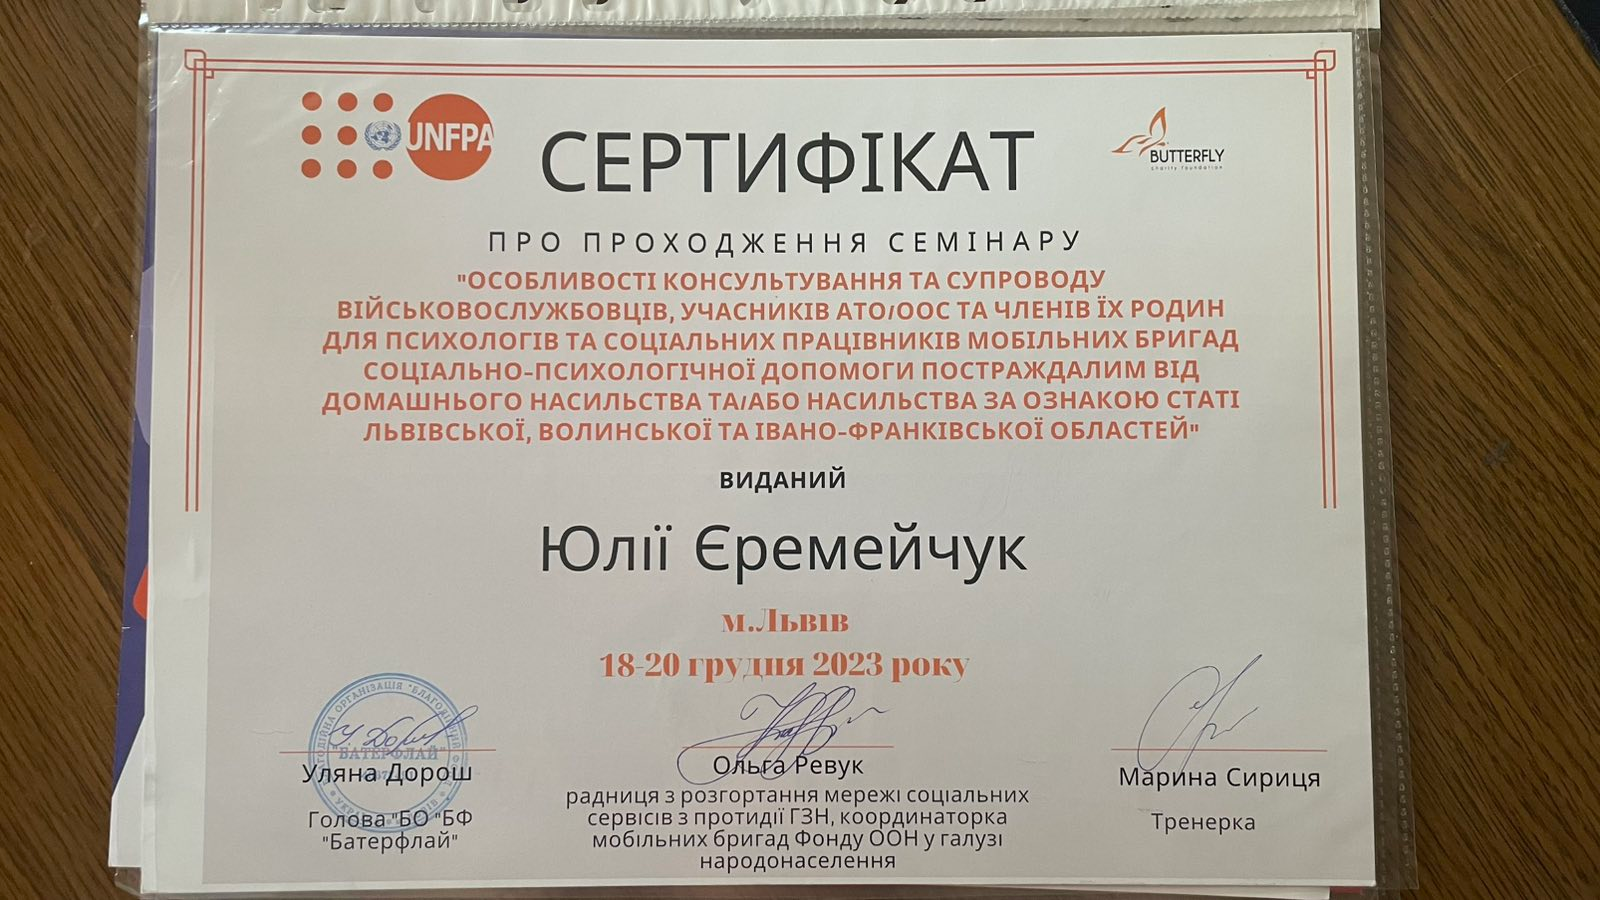 UNFPA
BUTTERFLY
charity foundation
СЕРТИФІКАТ
ПРО ПРОХОДЖЕННЯ СЕМІНАРУ
"ОСОБЛИВОСТІ КОНСУЛЬТУВАННЯ ТА СУПРОВОДУ
ВІЙСЬКОВОСЛУЖБОВЦІВ, УЧАСНИКІВ АТО/ООС ТА ЧЛЕНІВ ЇХ РОДИН
ДЛЯ ПСИХОЛОГІВ ТА СОЦІАЛЬНИХ ПРАЦІВНИКІВ МОБІЛЬНИХ БРИГАД
СОЦІАЛЬНО-ПСИХОЛОГІЧНОЇ ДОПОМОГИ ПОСТРАЖДАЛИМ ВІД
ДОМАШНЬОГО НАСИЛЬСТВА ТА/АБО НАСИЛЬСТВА ЗА ОЗНАКОЮ СТАТІ
ЛЬВІВСЬКОЇ, ВОЛИНСЬКОЇ ТА ІВАНО-ФРАНКІВСЬКОЇ ОБЛАСТЕЙ"
ВИДАНИЙ
Юлії Єремейчук
м.Львів
18-20 грудня 2023 року
"БАТЕРФЛАЙ"
Уляна Дорош
Голова "БО "БФ
"Батерфлай"
Ольга Ревук
радниця з розгортання мережі соціальних
сервісів з протидії ГЗН, координаторка
мобільних бригад Фонду ООН у галузі
народонаселення
Марина Сириця
Тренерка